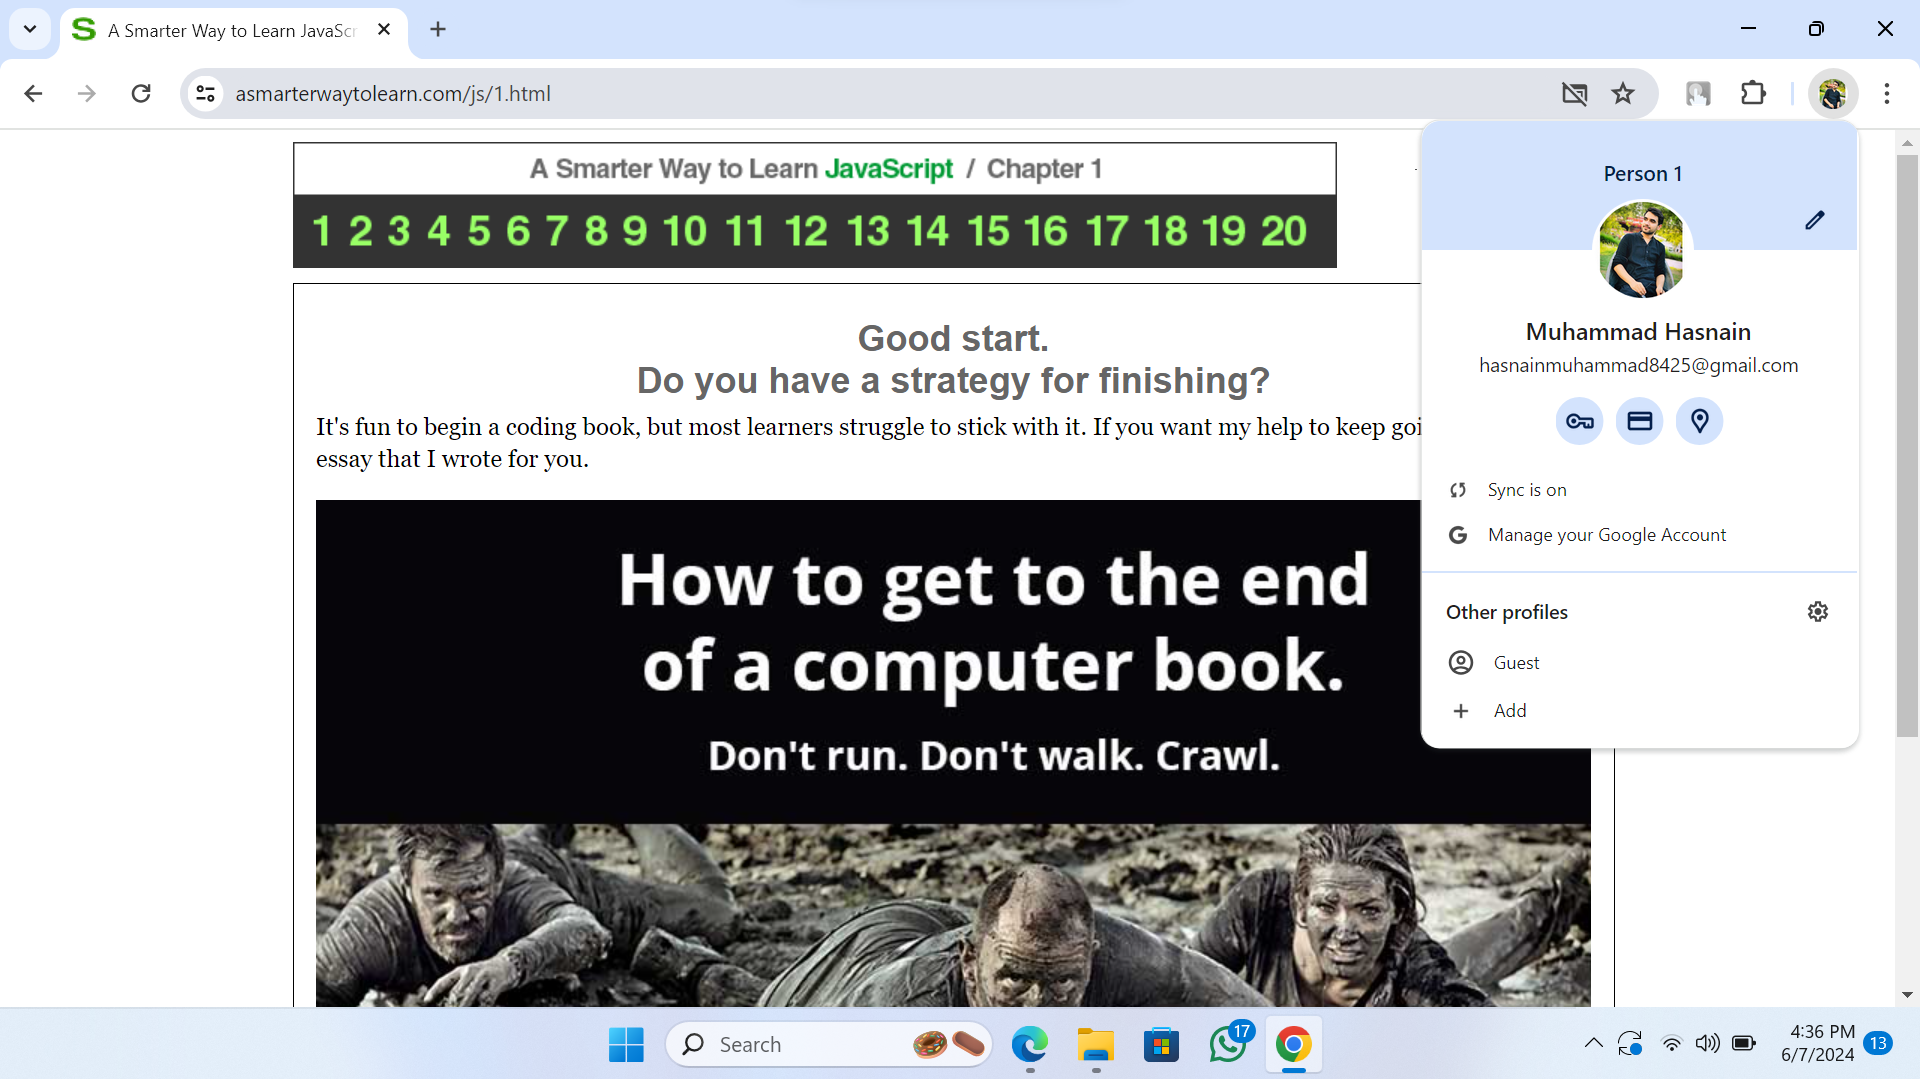 A Smarter Way to Learn JavaScr
asmarterwaytolearn.com/js/1.html
A Smarter Way to Learn JavaScript / Chapter 1
1 2 3 4 5 6 7 8 9 10 11 12 13 14 15 16 17 18 19 20
Good start.
Do you have a strategy for finishing?
It's fun to begin a coding book, but most learners struggle to stick with it. If you want my help to keep goi
essay that I wrote for you.
How to get to the end
of a computer book.
Don't run. Don't walk. Crawl.
Person 1
Muhammad Hasnain
hasnainmuhammad8425@gmail.com
Sync is on
Manage your Google Account
Other profiles
Guest
Add
Search
17
4:36 PM
6/7/2024
13